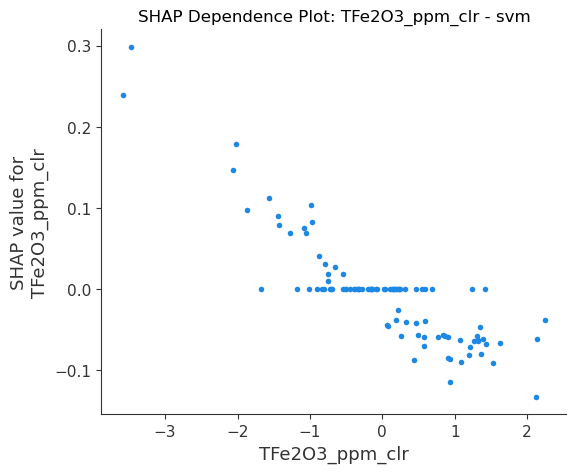 SHAP Dependence Plot: TFe2O3_ppm_clr - svm
0.3
0.2
0.1
0.0
−0.1
SHAP value for
TFe2O3_ppm_clr
−3
−2
−1
0
1
2
TFe2O3_ppm_clr